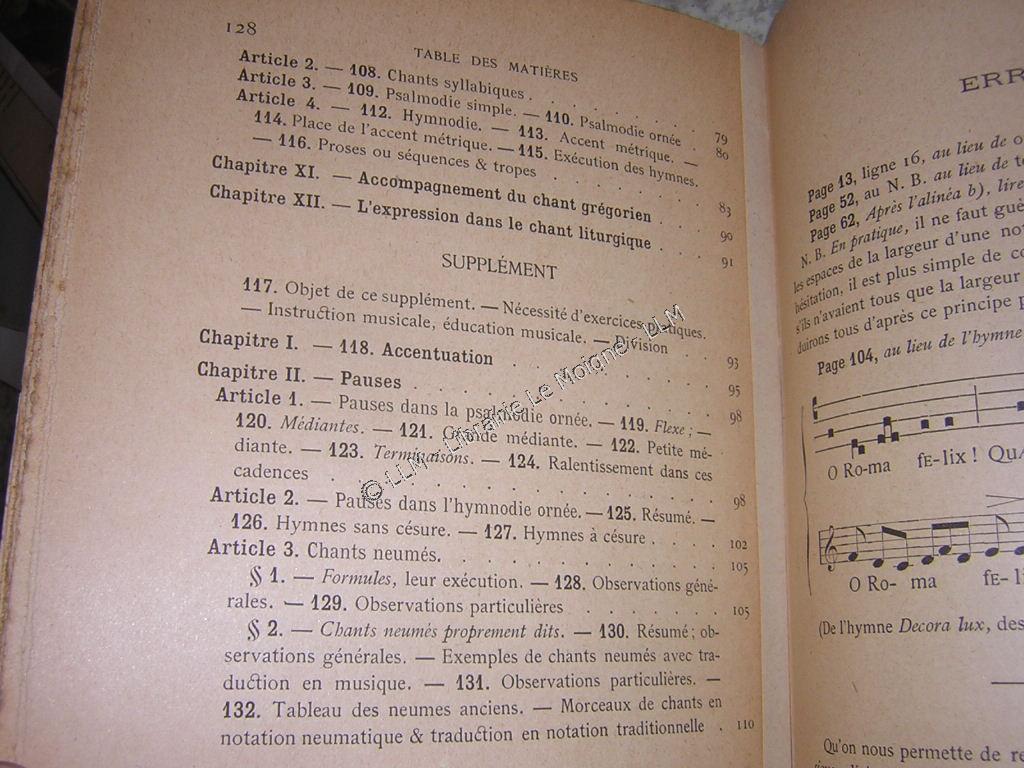 128
TABLE DES MATIÈRES
Article 2. — 108. Chants syllabiques . . . . . . . 79
Article 3. — 109. Psalmodie simple. — 110. Psalmodie ornée . 80
Article 4. — 112. Hymnodie. — 113. Accent métrique. —
114. Place de l'accent métrique. — 115. Exécution des hymnes.
— 116. Proses ou séquences & tropes . . . . . . . 83
Chapitre XI. — Accompagnement du chant grégorien . . . 90
Chapitre XII. — L'expression dans le chant liturgique . . . 91
SUPPLÉMENT
117. Objet de ce supplément. — Nécessité d'exercices pratiques.
— Instruction musicale, éducation musicale. — Division . . 93
Chapitre I. — 118. Accentuation . . . . . . . 95
Chapitre II. — Pauses . . . . . . . . . . 98
Article 1. — Pauses dans la psalmodie ornée. — 119. Flexe ; —
120. Médiantes. — 121. Grande médiante. — 122. Petite mé-
diante. — 123. Terminaisons. — 124. Ralentissement dans ces
cadences . . . . . . . . . . . . . 98
Article 2. — Pauses dans l'hymnodie ornée. — 125. Résumé. —
126. Hymnes sans césure. — 127. Hymnes à césure . . . . 102
Article 3. Chants neumés. . . . . . . . . . 105
§ 1. — Formules, leur exécution. — 128. Observations géné-
rales. — 129. Observations particulières . . . . . . . 105
§ 2. — Chants neumés proprement dits. — 130. Résumé ; ob-
servations générales. — Exemples de chants neumés avec tra-
duction en musique. — 131. Observations particulières. —
132. Tableau des neumes anciens. — Morceaux de chants en
notation neumatique & traduction en notation traditionnelle . 110
© LLM - Librairie Le Moigne, LLM
ERR
Page 13, ligne 16, au lieu de
Page 52, au N. B. au lieu de
Page 62, Après l'alinéa b), lire
N. B. En pratique, il ne faut
les espaces de la largeur d'une
hésitation, il est plus simple de
s'ils n'avaient tous que la largeur
duirons tous d'après ce principe
Page 104, au lieu de l'hymne
O Ro-ma fE-lix ! Qu
O Ro- ma fE-
(De l'hymne Decora lux, des
Qu'on nous permette de